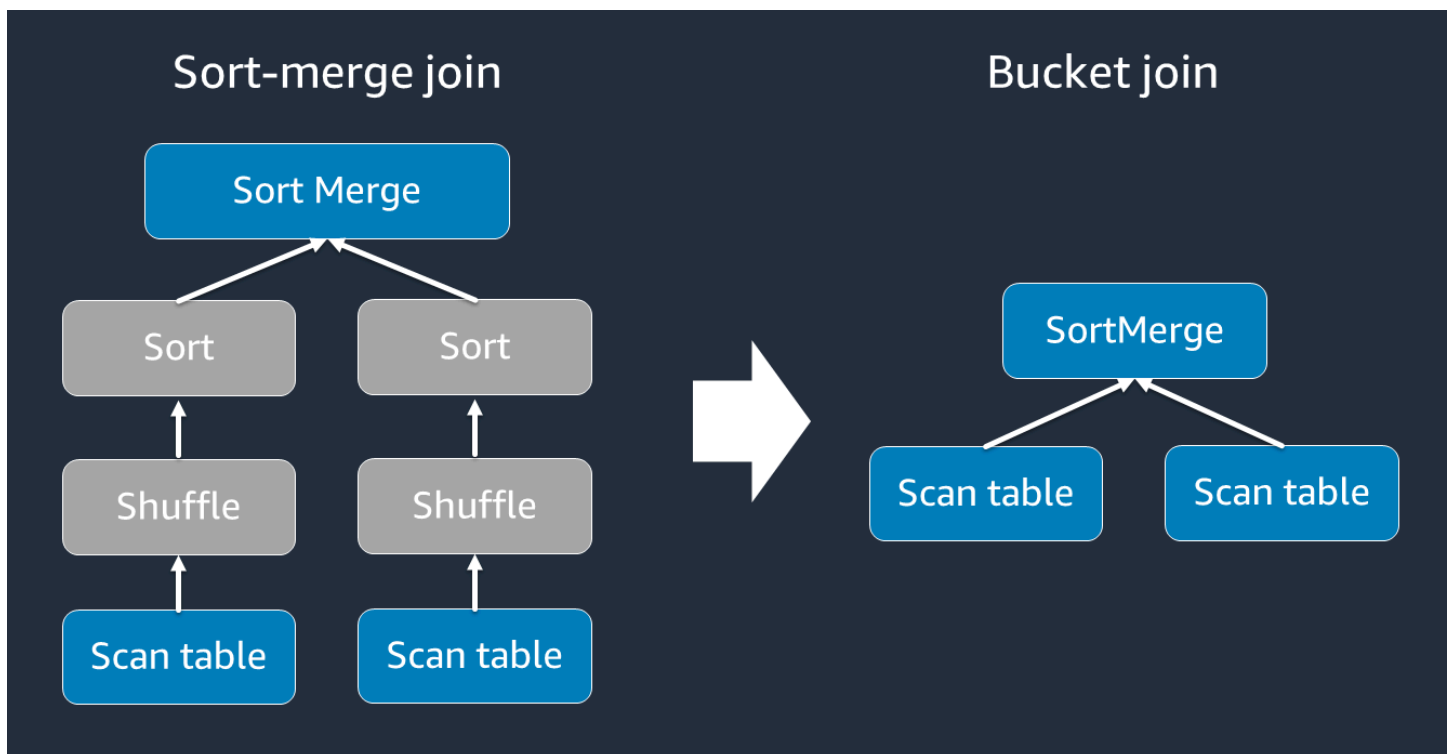 Sort-merge join
Bucket join
Sort Merge
Sort
Sort
SortMerge
Shuffle
Shuffle
Scan table
Scan table
Scan table
Scan table